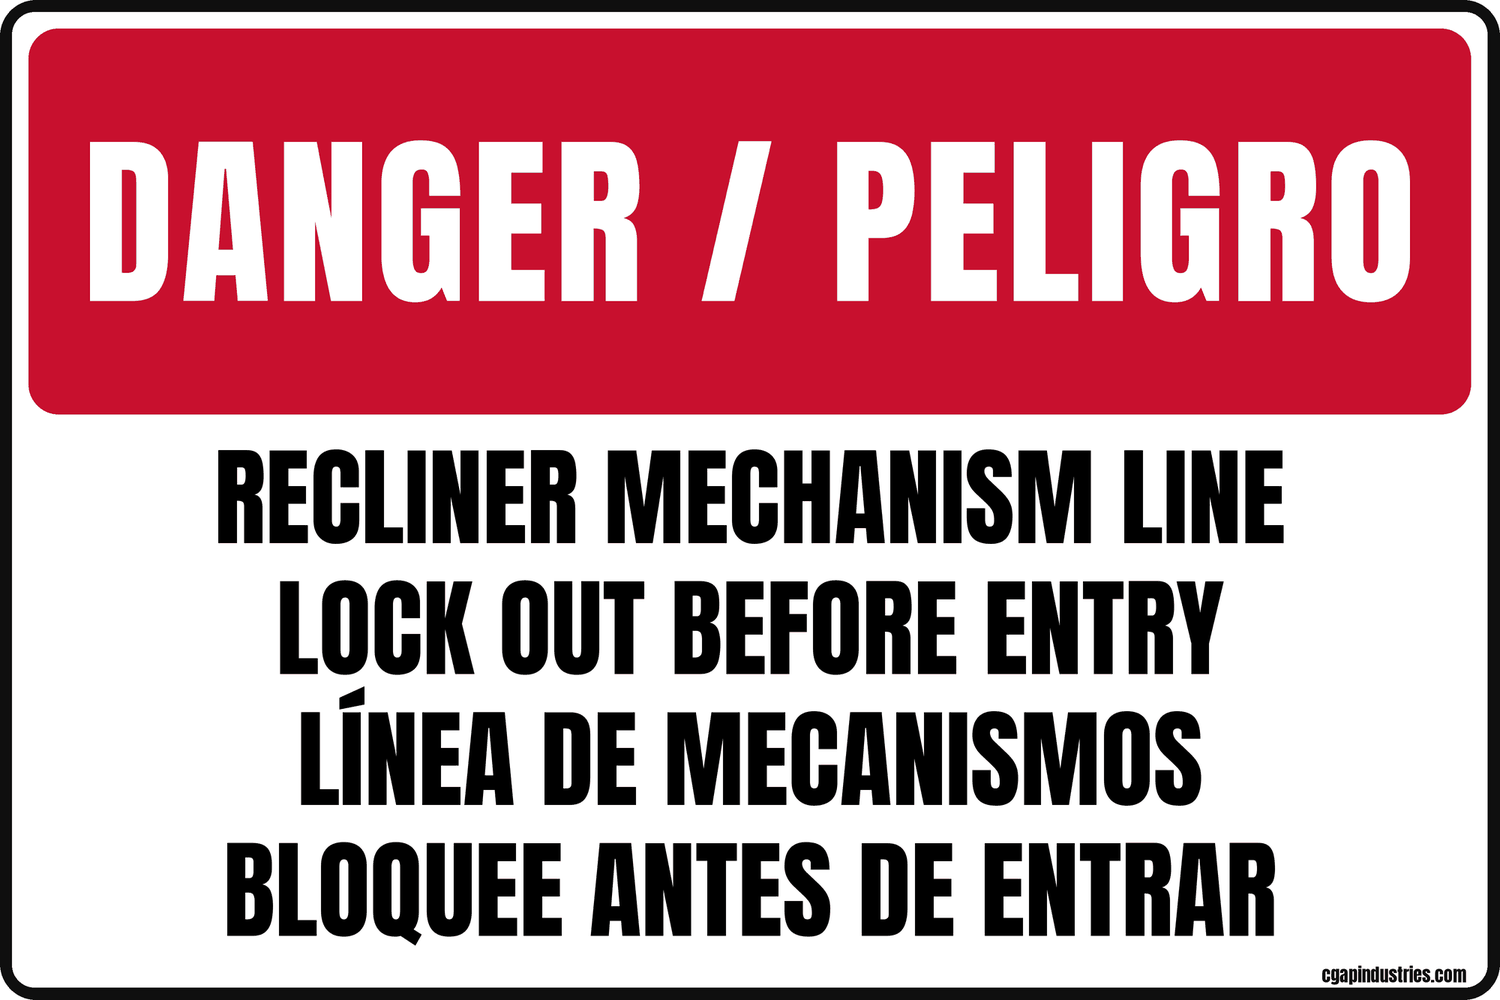 DANGER / PELIGRO
RECLINER MECHANISM LINE
LOCK OUT BEFORE ENTRY
LÍNEA DE MECANISMOS
BLOQUEE ANTES DE ENTRAR
cgapindustries.com